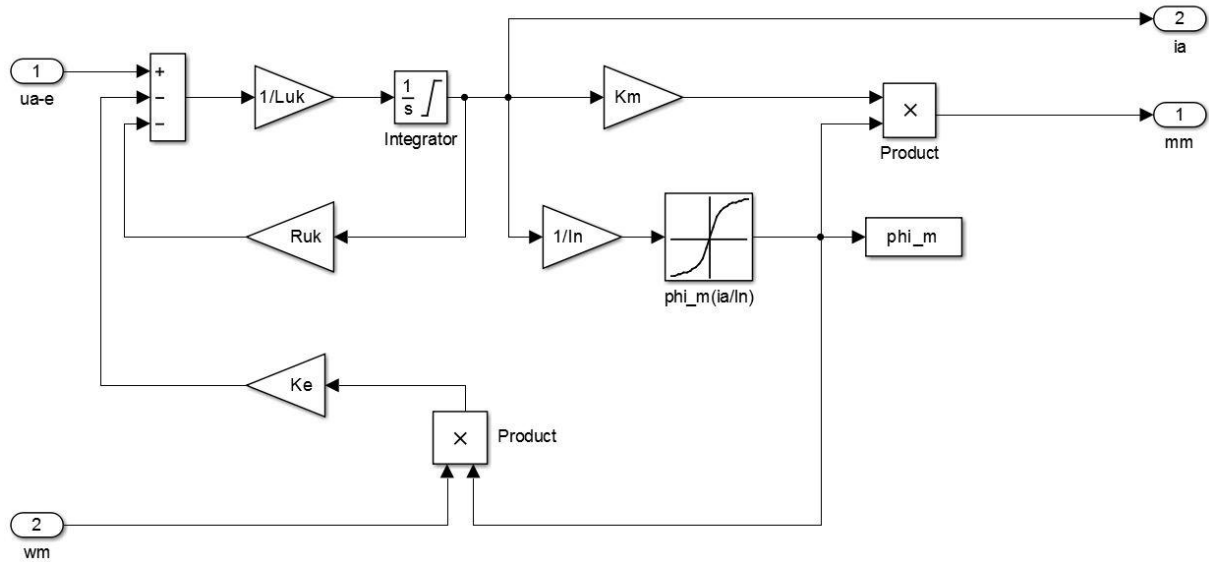 2
ia
1
ua-e
+
−
−
1/Luk
1
s
Integrator
Km
×
Product
1
mm
Ruk
1/In
phi_m(ia/In)
phi_m
Ke
×
Product
2
wm